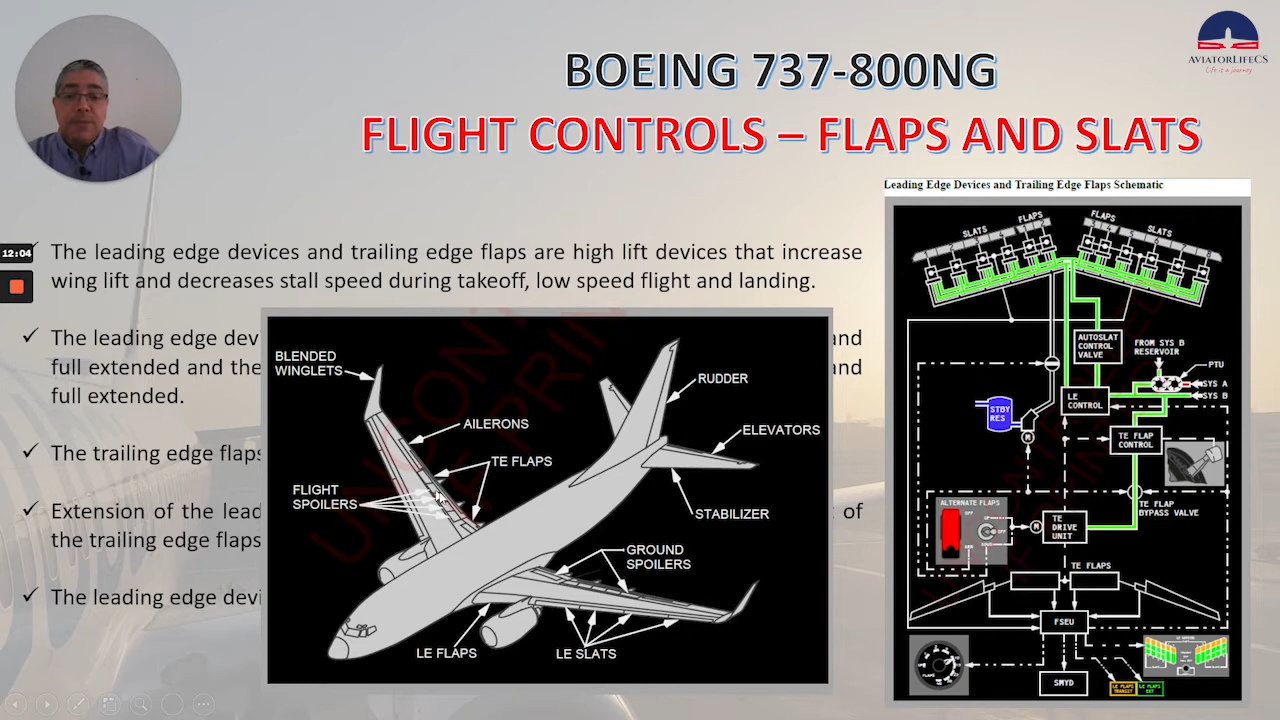 AVIATORLIFECS
Life is a journey
BOEING 737-800NG
FLIGHT CONTROLS – FLAPS AND SLATS
12:04
The leading edge devices and trailing edge flaps are high lift devices that increase
wing lift and decreases stall speed during takeoff, low speed flight and landing.
The leading edge dev
and
full extended and the
and
full extended.
The trailing edge flaps
Extension of the lead
of
the trailing edge flaps
The leading edge devi
BLENDED
WINGLETS
AILERONS
TE FLAPS
FLIGHT
SPOILERS
RUDDER
ELEVATORS
STABILIZER
GROUND
SPOILERS
LE FLAPS
LE SLATS
Leading Edge Devices and Trailing Edge Flaps Schematic
SLATS
FLAPS
FLAPS
SLATS
AUTOSLAT
CONTROL
VALVE
FROM SYS B
RESERVOIR
PTU
SYS A
SYS B
LE
CONTROL
STBY
RES
M
TE FLAP
CONTROL
TE FLAP
BYPASS VALVE
ALTERNATE FLAPS
OFF
UP
OFF
M
TE
DRIVE
UNIT
TE FLAPS
FSEU
SMYD
LE FLAPS
TRANSIT
LE FLAPS
EXT